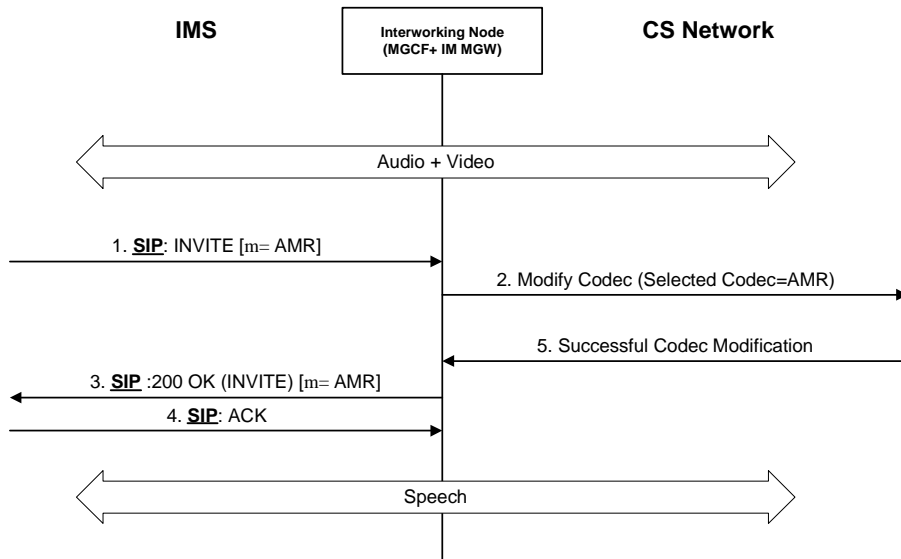 IMS
Interworking Node
(MGCF+ IM MGW)
CS Network
Audio + Video
1. SIP: INVITE [m= AMR]
2. Modify Codec (Selected Codec=AMR)
5. Successful Codec Modification
3. SIP :200 OK (INVITE) [m= AMR]
4. SIP: ACK
Speech